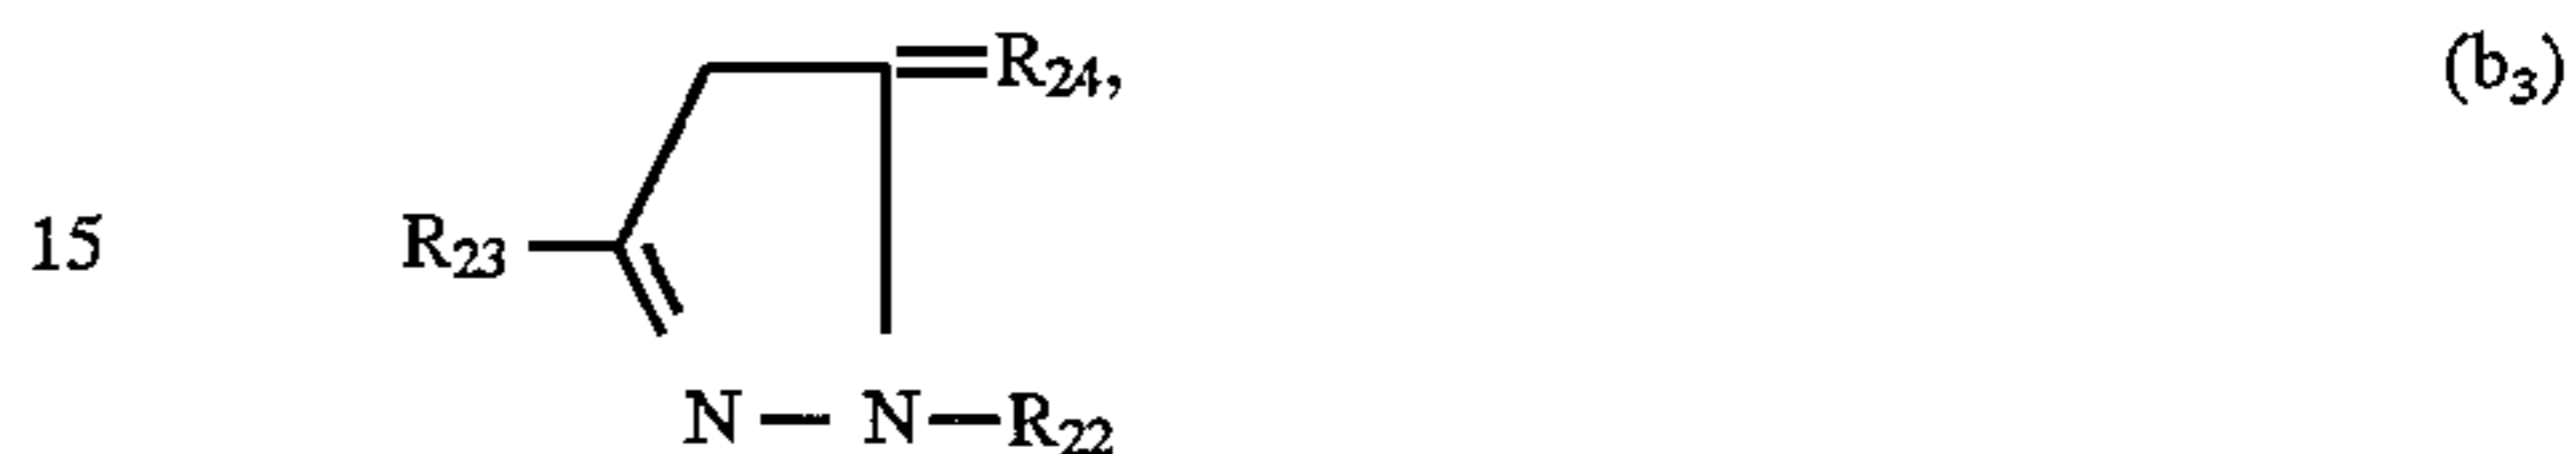 =R₂₄, (b₃)
15 R₂₃
N — N — R₂₂